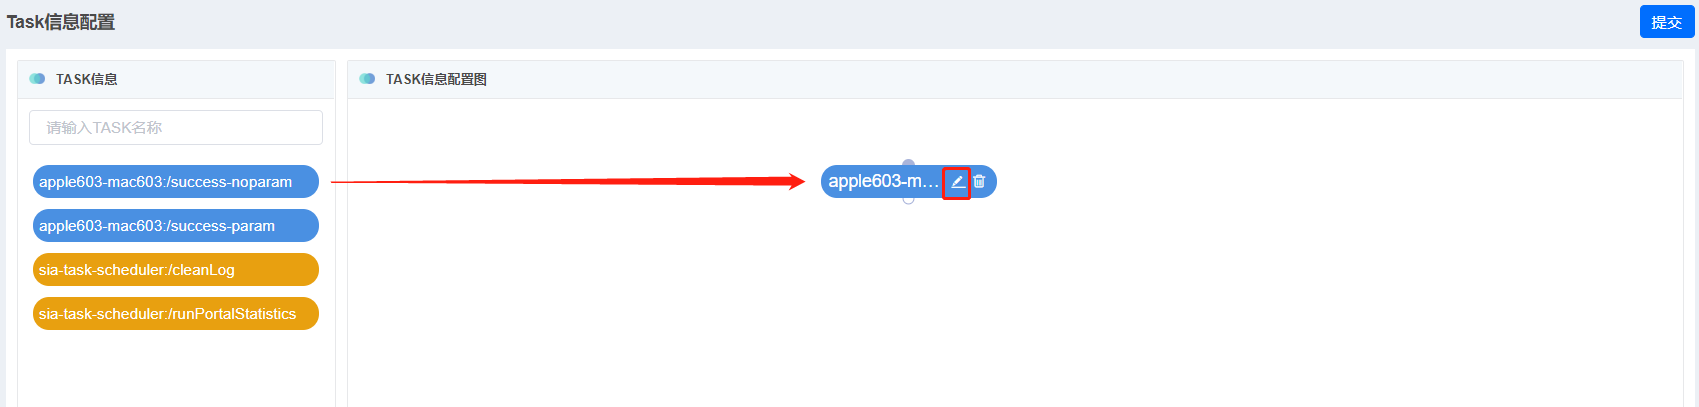 Task信息配置
提交
TASK信息
请输入TASK名称
apple603-mac603:/success-noparam
apple603-mac603:/success-param
sia-task-scheduler:/cleanLog
sia-task-scheduler:/runPortalStatistics
TASK信息配置图
apple603-m...